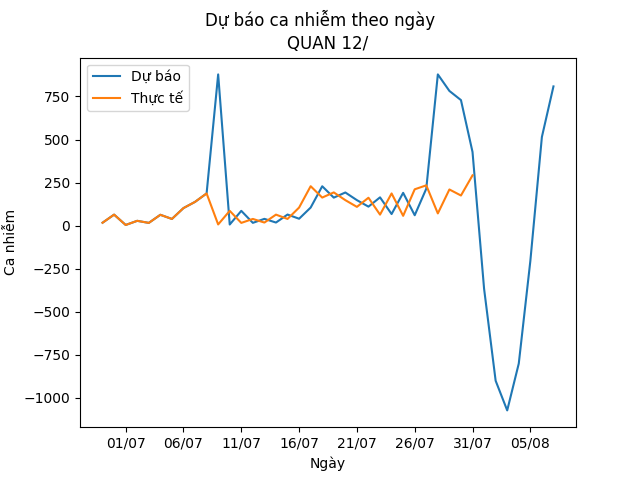 Dự báo ca nhiễm theo ngày
QUAN 12/
Dự báo
Thực tế
750
500
250
0
−250
−500
−750
−1000
Ca nhiễm
01/07
06/07
11/07
16/07
21/07
26/07
31/07
05/08
Ngày